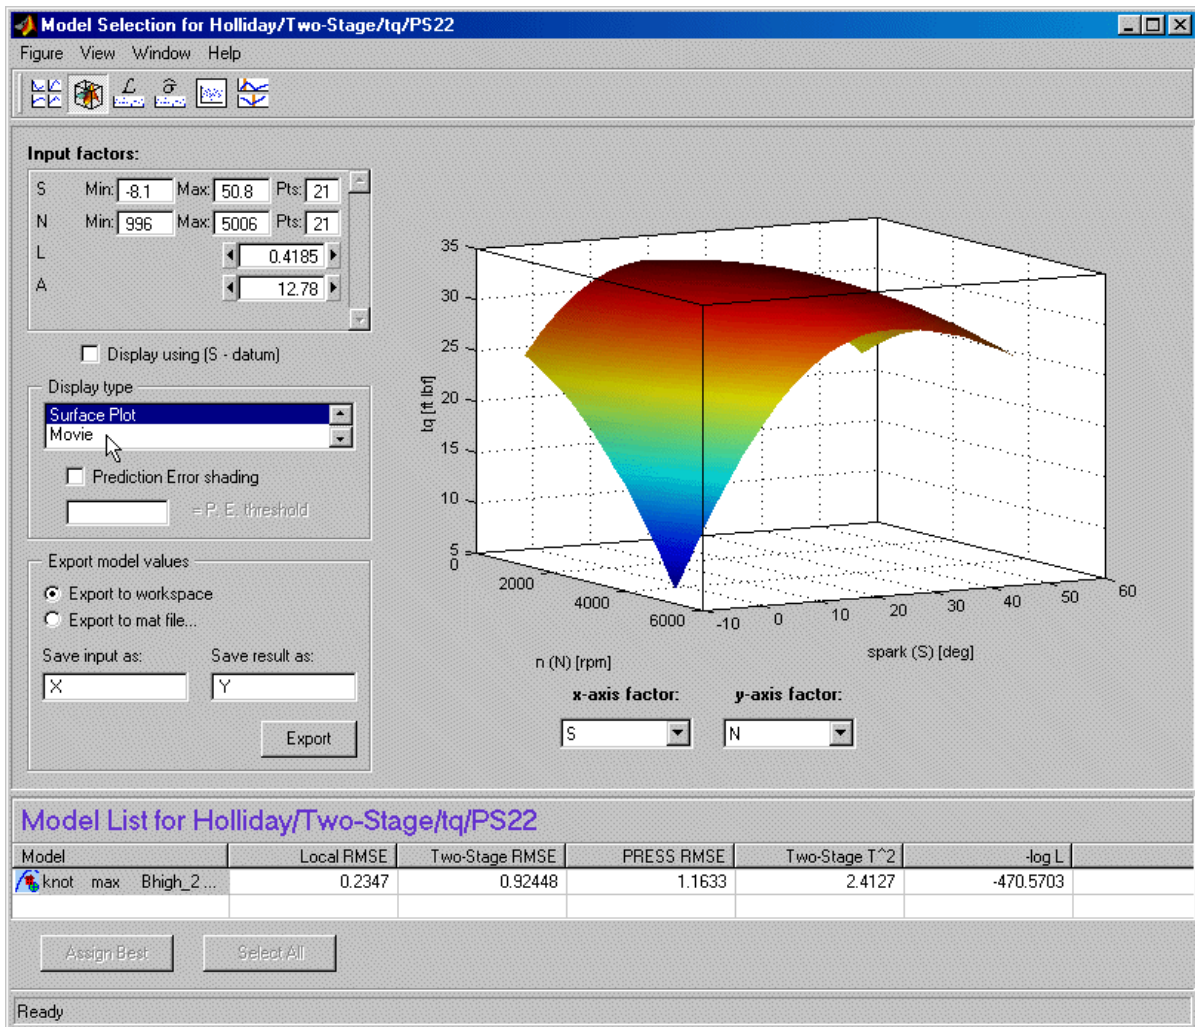 Model Selection for Holliday/Two-Stage/tq/PS22
Figure View Window Help
Input factors:
S Min: -8.1 Max: 50.8 Pts: 21
N Min: 996 Max: 5006 Pts: 21
L 0.4185
A 12.78
Display using (S - datum)
Display type
Surface Plot
Movie
Prediction Error shading
= P. E. threshold
Export model values
Export to workspace
Export to mat file...
Save input as: Save result as:
X Y
Export
35
30
25
20
15
10
5
tq [ft lbf]
0 2000 4000 6000
n (N) [rpm]
-10 0 10 20 30 40 50 60
spark (S) [deg]
x-axis factor: y-axis factor:
S N
Model List for Holliday/Two-Stage/tq/PS22
Model Local RMSE Two-Stage RMSE PRESS RMSE Two-Stage T^2 -log L
knot max Bhigh_2... 0.2347 0.92448 1.1633 2.4127 -470.5703
Assign Best Select All
Ready